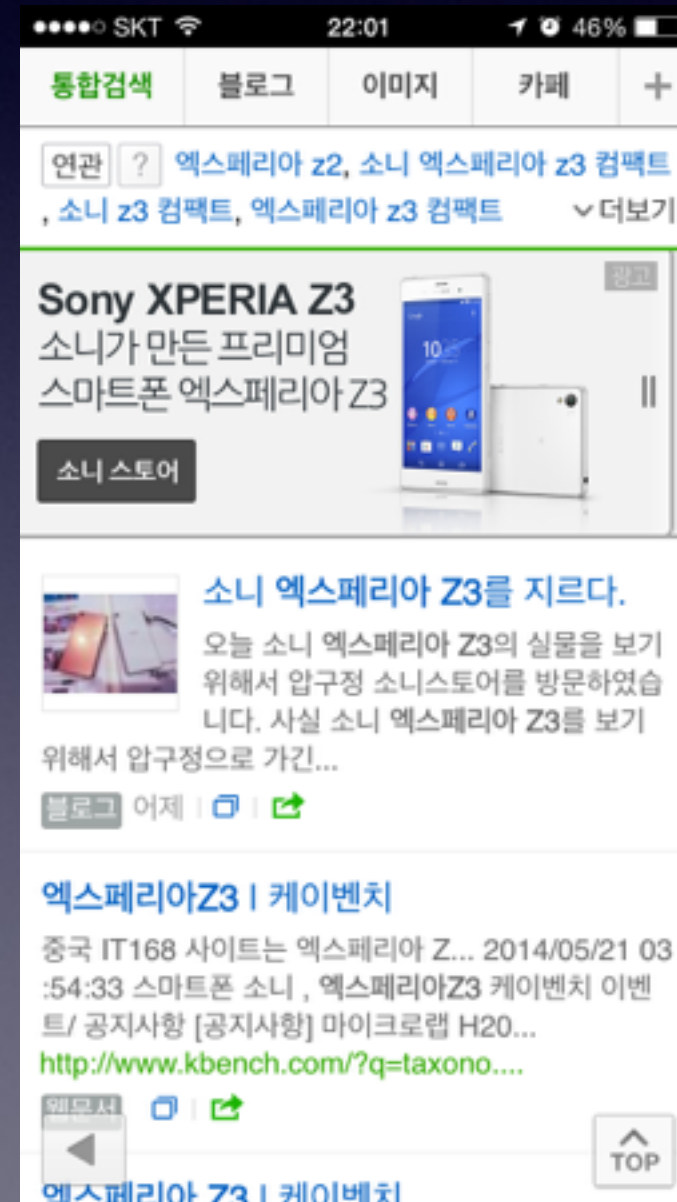 SKT 22:01 46%
통합검색 블로그 이미지 카페 +
연관 ? 엑스페리아 z2, 소니 엑스페리아 z3 컴팩트
, 소니 z3 컴팩트, 엑스페리아 z3 컴팩트 더보기
광고
Sony XPERIA Z3
소니가 만든 프리미엄
스마트폰 엑스페리아 Z3
소니 스토어
소니 엑스페리아 Z3를 지르다.
오늘 소니 엑스페리아 Z3의 실물을 보기
위해서 압구정 소니스토어를 방문하였습
니다. 사실 소니 엑스페리아 Z3를 보기
위해서 압구정으로 가긴...
블로그 어제
엑스페리아Z3 | 케이벤치
중국 IT168 사이트는 엑스페리아 Z... 2014/05/21 03
:54:33 스마트폰 소니 , 엑스페리아Z3 케이벤치 이벤
트/ 공지사항 [공지사항] 마이크로랩 H20...
http://www.kbench.com/?q=taxono....
웹문서
TOP
엑스페리아 Z3 | 케이벤치